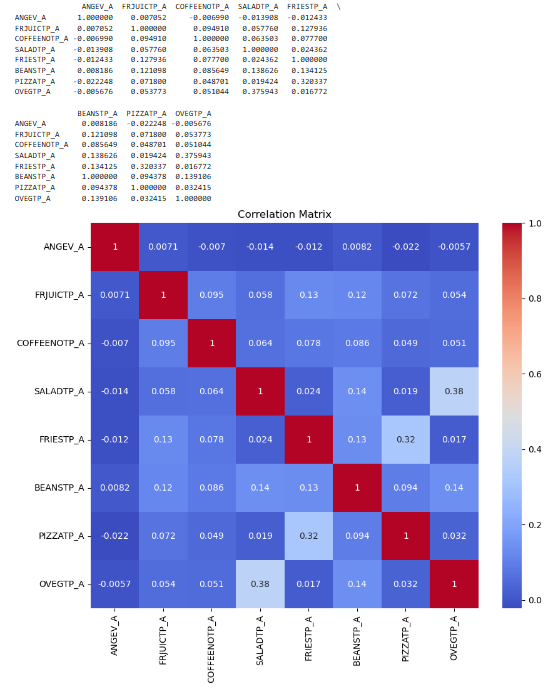 ANGEV_A FRJUICTP_A COFFEENOTP_A SALADTP_A FRIESTP_A \
ANGEV_A 1.000000 0.007052 -0.006990 -0.013908 -0.012433
FRJUICTP_A 0.007052 1.000000 0.094910 0.057760 0.127936
COFFEENOTP_A -0.006990 0.094910 1.000000 0.063503 0.077700
SALADTP_A -0.013908 0.057760 0.063503 1.000000 0.024362
FRIESTP_A -0.012433 0.127936 0.077700 0.024362 1.000000
BEANSTP_A 0.008186 0.121098 0.085649 0.138626 0.134125
PIZZATP_A -0.022248 0.071800 0.048701 0.019424 0.320337
OVEGTP_A -0.005676 0.053773 0.051044 0.375943 0.016772
BEANSTP_A PIZZATP_A OVEGTP_A
ANGEV_A 0.008186 -0.022248 -0.005676
FRJUICTP_A 0.121098 0.071800 0.053773
COFFEENOTP_A 0.085649 0.048701 0.051044
SALADTP_A 0.138626 0.019424 0.375943
FRIESTP_A 0.134125 0.320337 0.016772
BEANSTP_A 1.000000 0.094378 0.139106
PIZZATP_A 0.094378 1.000000 0.032415
OVEGTP_A 0.139106 0.032415 1.000000
Correlation Matrix
ANGEV_A 1 0.0071 -0.007 -0.014 -0.012 0.0082 -0.022 -0.0057
FRJUICTP_A 0.0071 1 0.095 0.058 0.13 0.12 0.072 0.054
COFFEENOTP_A -0.007 0.095 1 0.064 0.078 0.086 0.049 0.051
SALADTP_A -0.014 0.058 0.064 1 0.024 0.14 0.019 0.38
FRIESTP_A -0.012 0.13 0.078 0.024 1 0.13 0.32 0.017
BEANSTP_A 0.0082 0.12 0.086 0.14 0.13 1 0.094 0.14
PIZZATP_A -0.022 0.072 0.049 0.019 0.32 0.094 1 0.032
OVEGTP_A -0.0057 0.054 0.051 0.38 0.017 0.14 0.032 1
ANGEV_A FRJUICTP_A COFFEENOTP_A SALADTP_A FRIESTP_A BEANSTP_A PIZZATP_A OVEGTP_A
1.0
0.8
0.6
0.4
0.2
0.0